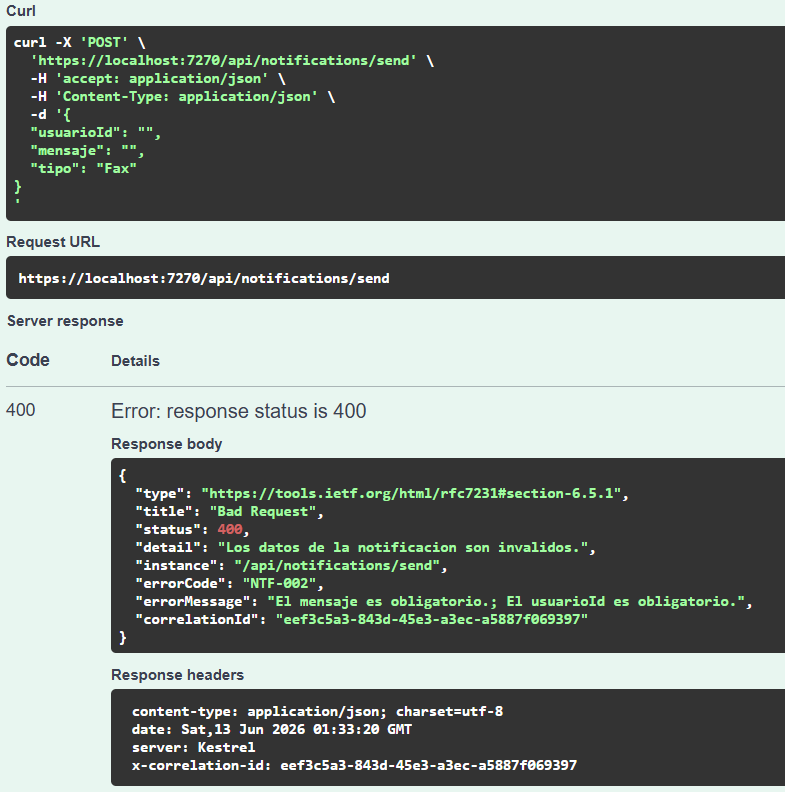 Curl
curl -X 'POST' \
'https://localhost:7270/api/notifications/send' \
-H 'accept: application/json' \
-H 'Content-Type: application/json' \
-d '{
"usuarioId": "",
"mensaje": "",
"tipo": "Fax"
}
'
Request URL
https://localhost:7270/api/notifications/send
Server response
Code Details
400 Error: response status is 400
Response body
{
"type": "https://tools.ietf.org/html/rfc7231#section-6.5.1",
"title": "Bad Request",
"status": 400,
"detail": "Los datos de la notificacion son invalidos.",
"instance": "/api/notifications/send",
"errorCode": "NTF-002",
"errorMessage": "El mensaje es obligatorio.; El usuarioId es obligatorio.",
"correlationId": "eef3c5a3-843d-45e3-a3ec-a5887f069397"
}
Response headers
content-type: application/json; charset=utf-8
date: Sat,13 Jun 2026 01:33:20 GMT
server: Kestrel
x-correlation-id: eef3c5a3-843d-45e3-a3ec-a5887f069397